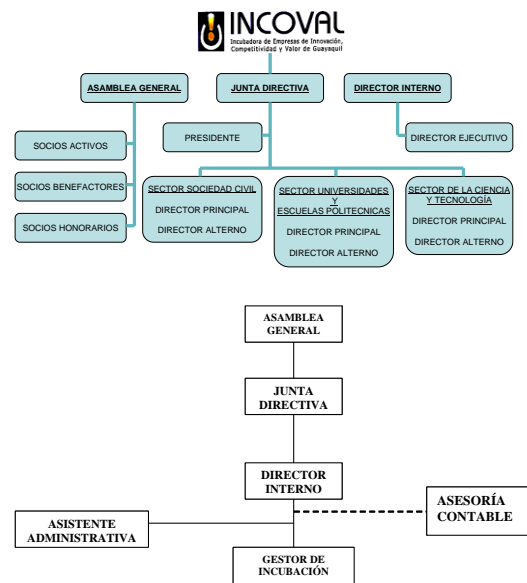 INCOVAL
Incubadora de Empresas de Innovación,
Competitividad y Valor de Guayaquil
ASAMBLEA GENERAL
JUNTA DIRECTIVA
DIRECTOR INTERNO
SOCIOS ACTIVOS
SOCIOS BENEFACTORES
SOCIOS HONORARIOS
PRESIDENTE
DIRECTOR EJECUTIVO
SECTOR SOCIEDAD CIVIL
DIRECTOR PRINCIPAL
DIRECTOR ALTERNO
SECTOR UNIVERSIDADES
Y
ESCUELAS POLITECNICAS
DIRECTOR PRINCIPAL
DIRECTOR ALTERNO
SECTOR DE LA CIENCIA
Y TECNOLOGÍA
DIRECTOR PRINCIPAL
DIRECTOR ALTERNO
ASAMBLEA
GENERAL
JUNTA
DIRECTIVA
DIRECTOR
INTERNO
ASESORÍA
CONTABLE
ASISTENTE
ADMINISTRATIVA
GESTOR DE
INCUBACIÓN